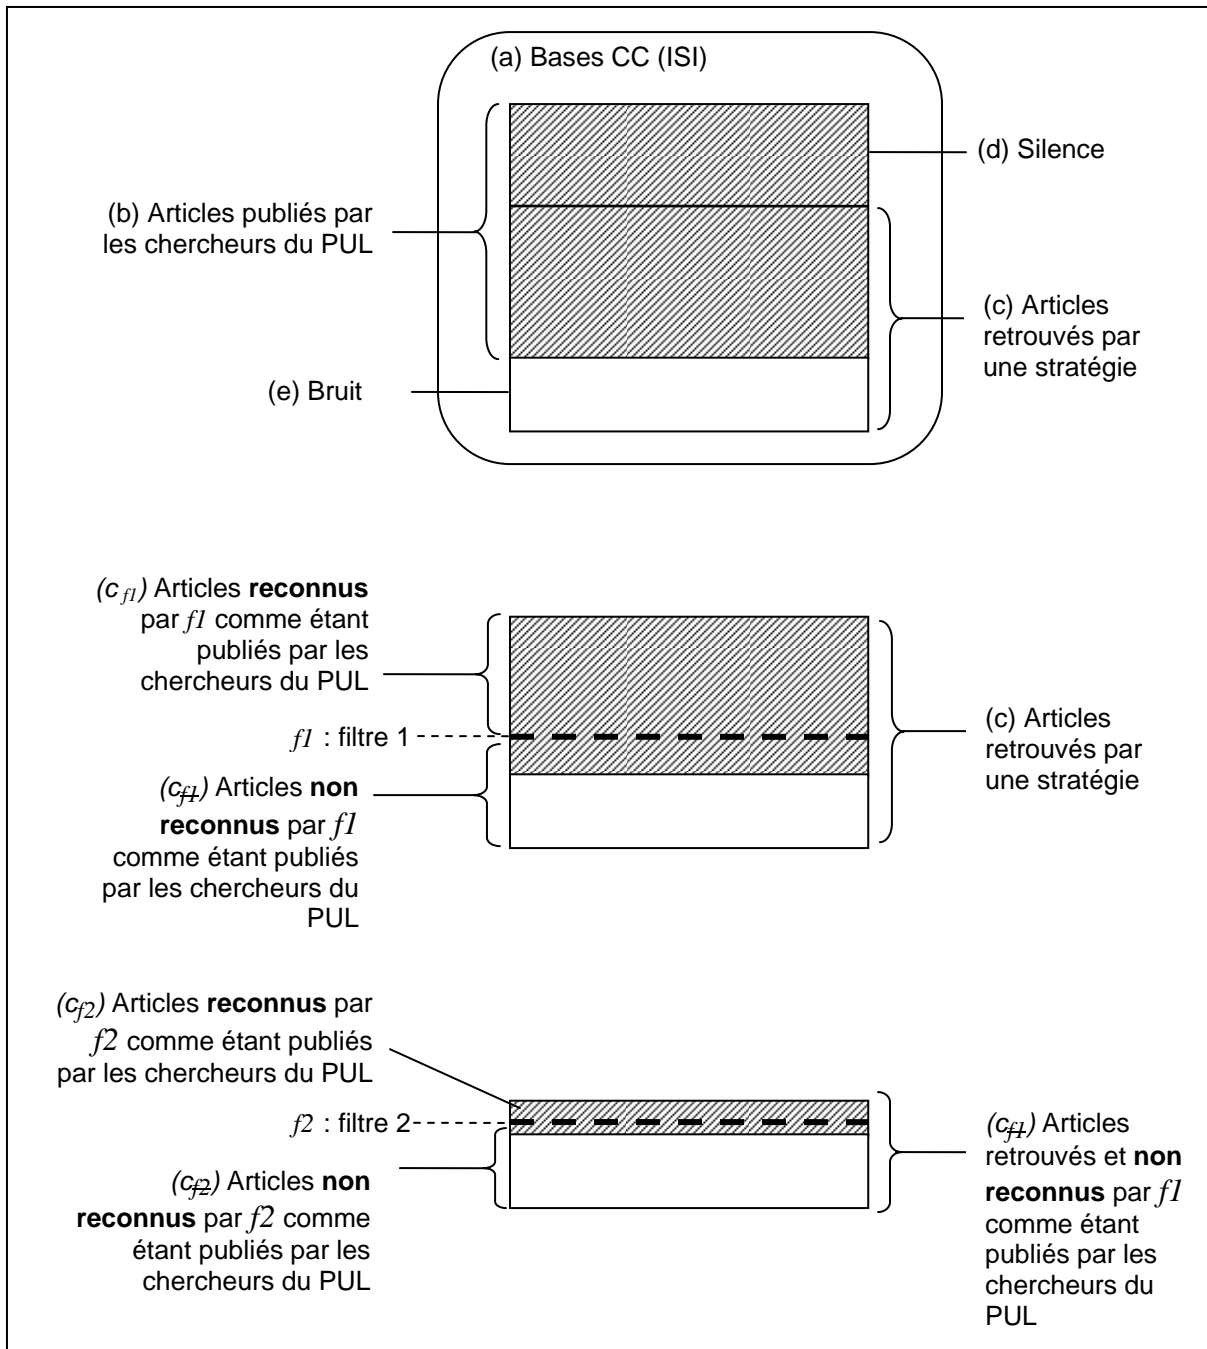 (a) Bases CC (ISI)
(d) Silence
(b) Articles publiés par
les chercheurs du PUL
(c) Articles
retrouvés par
une stratégie
(e) Bruit
(c f1) Articles reconnus
par f1 comme étant
publiés par les
chercheurs du PUL
f1 : filtre 1
(c) Articles
retrouvés par
une stratégie
(cf1) Articles non
reconnus par f1
comme étant publiés
par les chercheurs du
PUL
(cf2) Articles reconnus par
f2 comme étant publiés
par les chercheurs du PUL
f2 : filtre 2
(cf2) Articles non
reconnus par f2 comme
étant publiés par les
chercheurs du PUL
(cf1) Articles
retrouvés et non
reconnus par f1
comme étant
publiés par les
chercheurs du
PUL